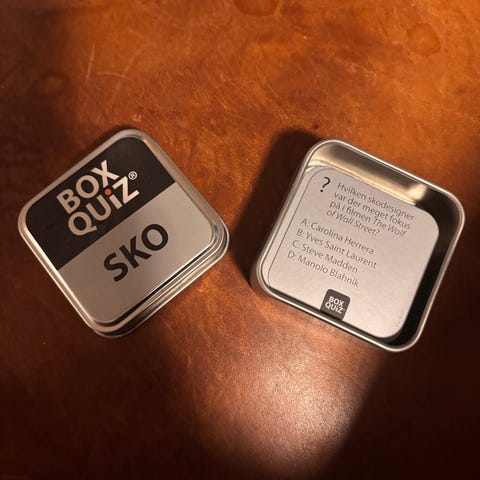 BOX
QUiZ®
SKO
? Hvilken skodesigner
var der meget fokus
på i filmen The Wolf
of Wall Street?
A: Carolina Herrera
B: Yves Saint Laurent
C: Steve Madden
D: Manolo Blahnik
BOX
QUiZ